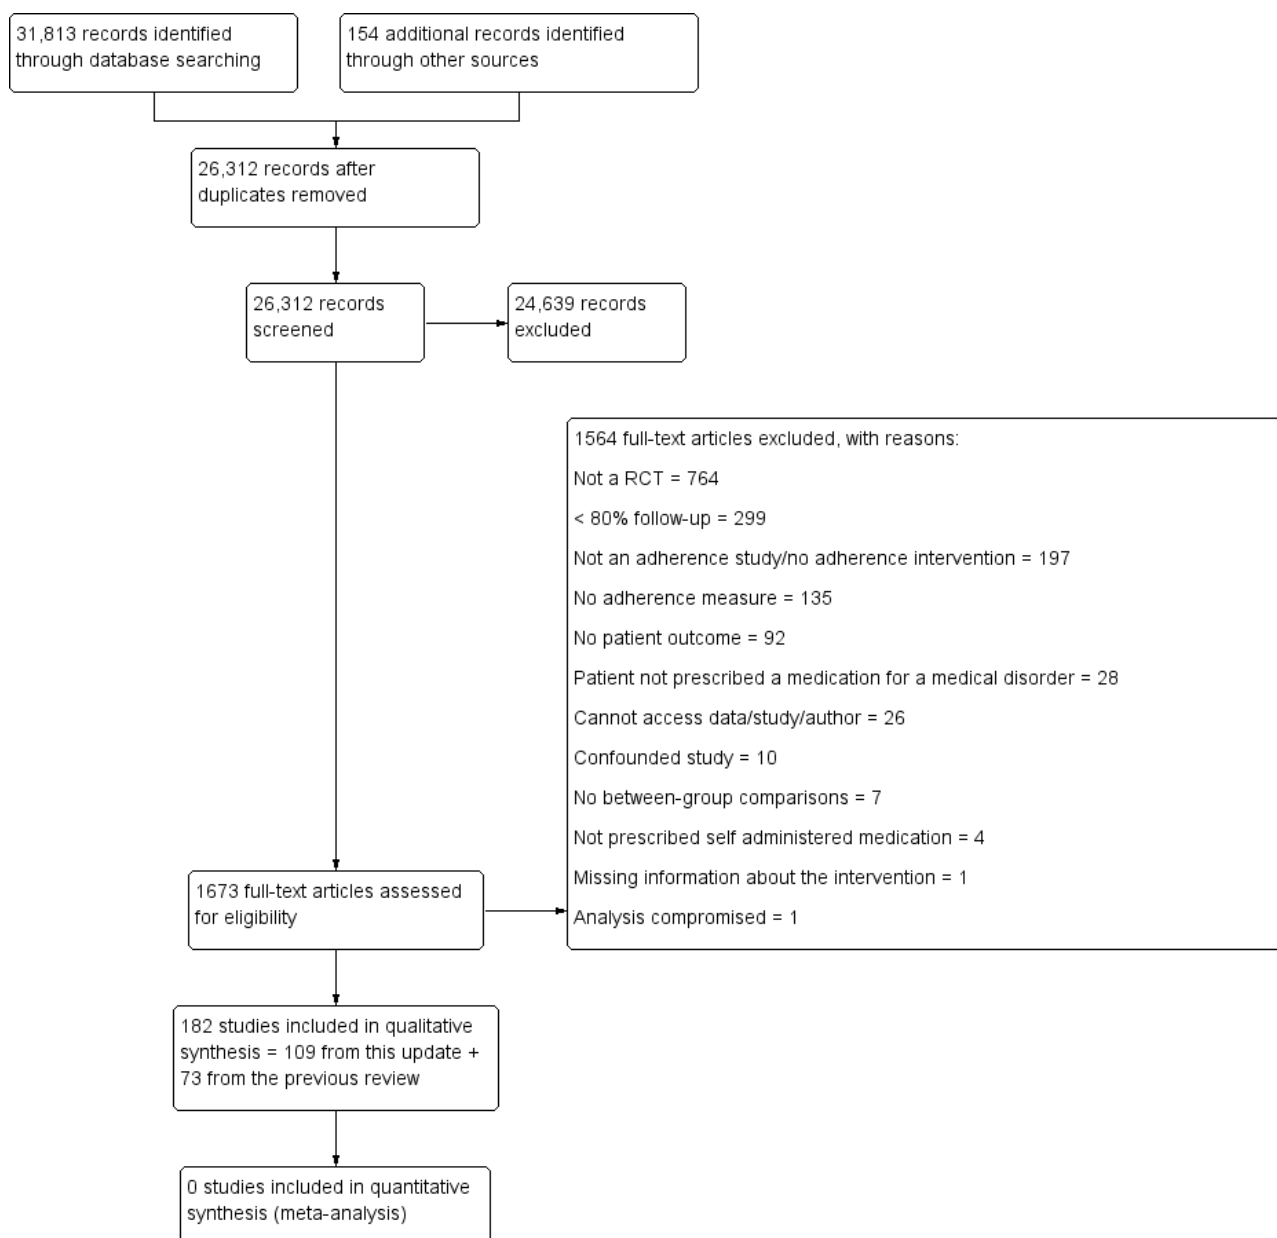 31,813 records identified
through database searching
154 additional records identified
through other sources
26,312 records after
duplicates removed
26,312 records
screened
24,639 records
excluded
1564 full-text articles excluded, with reasons:
Not a RCT = 764
< 80% follow-up = 299
Not an adherence study/no adherence intervention = 197
No adherence measure = 135
No patient outcome = 92
Patient not prescribed a medication for a medical disorder = 28
Cannot access data/study/author = 26
Confounded study = 10
No between-group comparisons = 7
Not prescribed self administered medication = 4
Missing information about the intervention = 1
Analysis compromised = 1
1673 full-text articles assessed
for eligibility
182 studies included in qualitative
synthesis = 109 from this update +
73 from the previous review
0 studies included in quantitative
synthesis (meta-analysis)